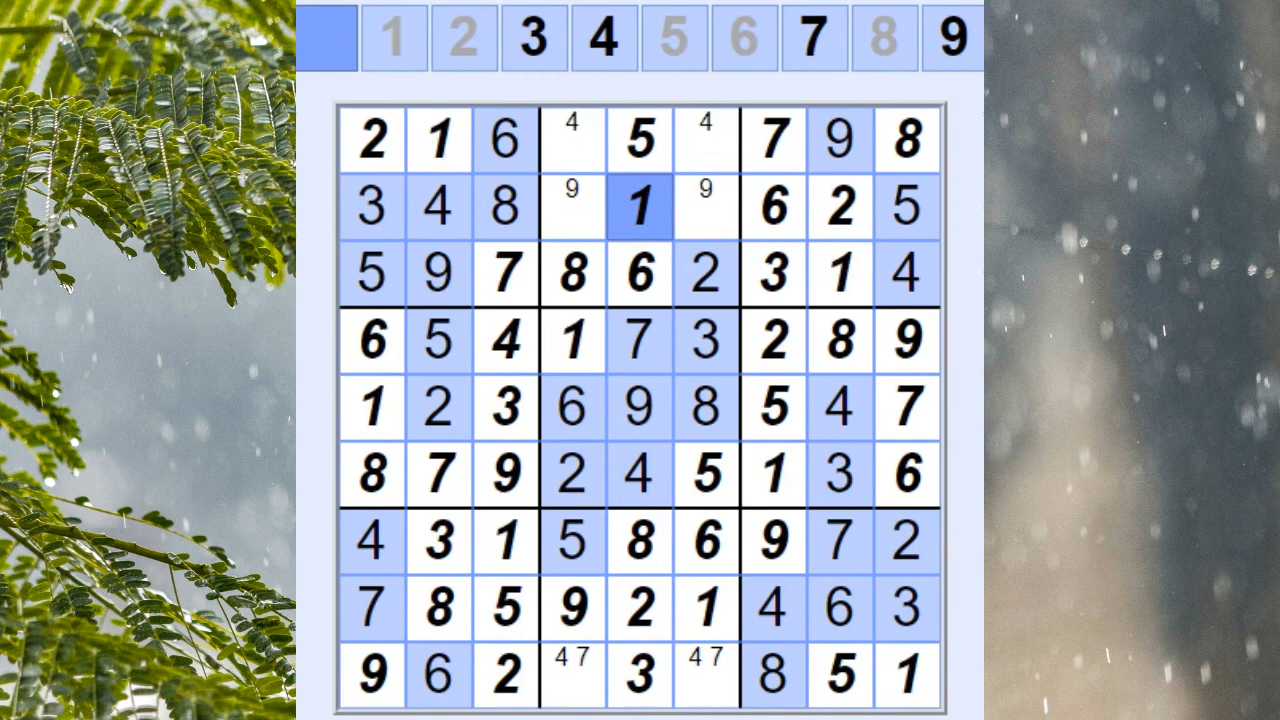 1 2 3 4 5 6 7 8 9
2 1 6 4 5 4 7 9 8
3 4 8 9 1 9 6 2 5
5 9 7 8 6 2 3 1 4
6 5 4 1 7 3 2 8 9
1 2 3 6 9 8 5 4 7
8 7 9 2 4 5 1 3 6
4 3 1 5 8 6 9 7 2
7 8 5 9 2 1 4 6 3
9 6 2 4 7 3 4 7 8 5 1